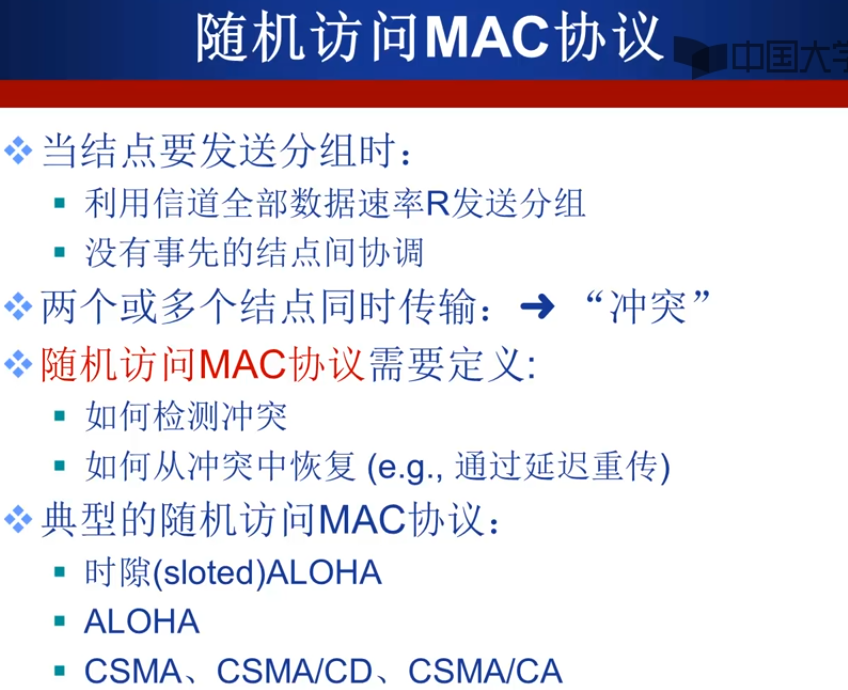 随机访问MAC协议
中国大学
当结点要发送分组时：
利用信道全部数据速率R发送分组
没有事先的结点间协调
两个或多个结点同时传输：➜ “冲突”
随机访问MAC协议需要定义:
如何检测冲突
如何从冲突中恢复 (e.g., 通过延迟重传)
典型的随机访问MAC协议：
时隙(sloted)ALOHA
ALOHA
CSMA、CSMA/CD、CSMA/CA